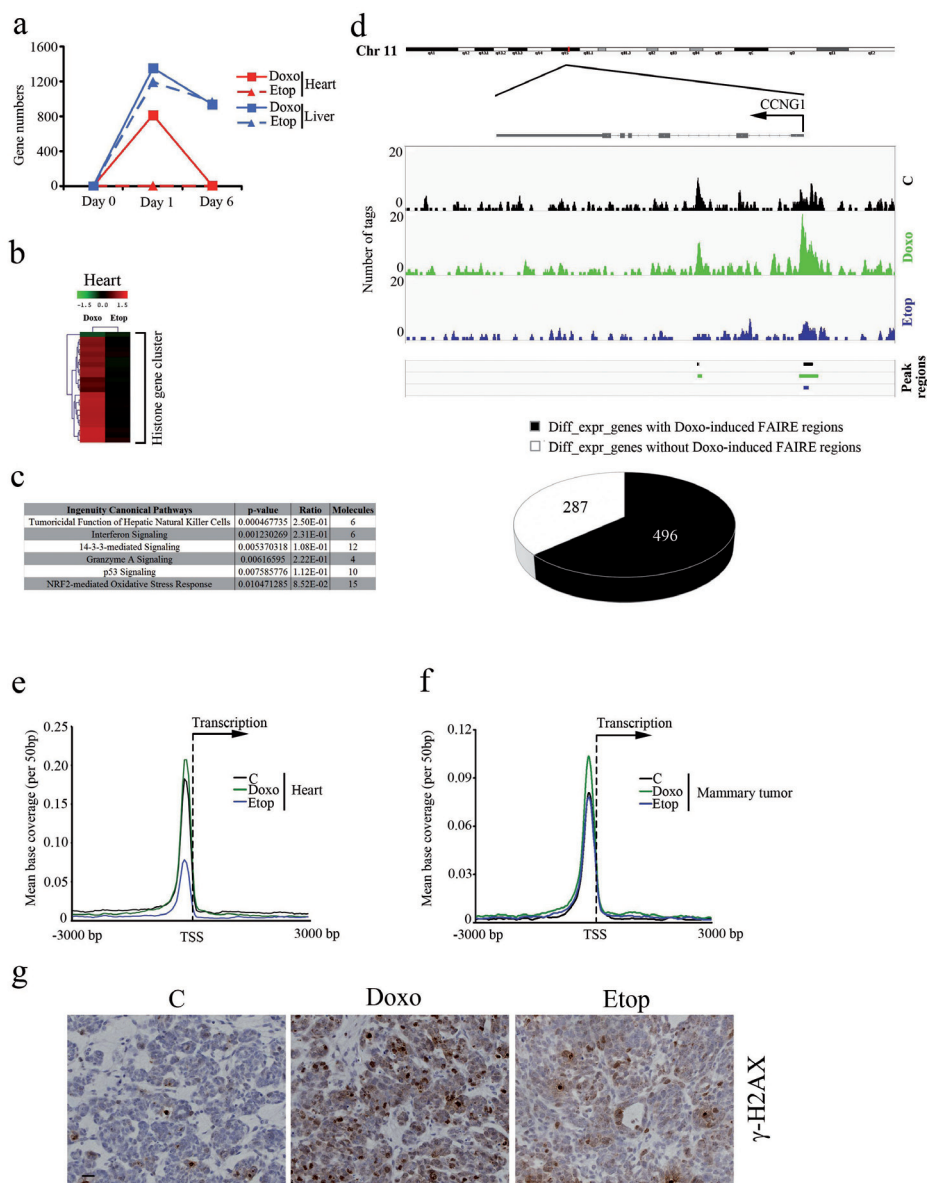 a
1600
1200
800
400
0
Gene numbers
Day 0 Day 1 Day 6
Doxo
Etop
Heart
Doxo
Etop
Liver
b
Heart
-1.5 0.0 1.5
Doxo Etop
Histone gene cluster
c
Ingenuity Canonical Pathways p-value Ratio Molecules
Tumoricidal Function of Hepatic Natural Killer Cells 0.000467735 2.50E-01 6
Interferon Signaling 0.001230269 2.31E-01 6
14-3-3-mediated Signaling 0.005370318 1.08E-01 12
Granzyme A Signaling 0.00616595 2.22E-01 4
p53 Signaling 0.007585776 1.12E-01 10
NRF2-mediated Oxidative Stress Response 0.010471285 8.52E-02 15
d
Chr 11
CCNG1
20
0
C
20
0
Doxo
20
0
Etop
Number of tags
Peak regions
Diff_expr_genes with Doxo-induced FAIRE regions
Diff_expr_genes without Doxo-induced FAIRE regions
287
496
e
Mean base coverage (per 50bp)
0.25
0.20
0.15
0.10
0.05
0
Transcription
C
Doxo
Etop
Heart
-3000 bp TSS 3000 bp
f
Mean base coverage (per 50bp)
0.12
0.09
0.06
0.03
0
Transcription
C
Doxo
Etop
Mammary tumor
-3000 bp TSS 3000 bp
g
C Doxo Etop
γ-H2AX